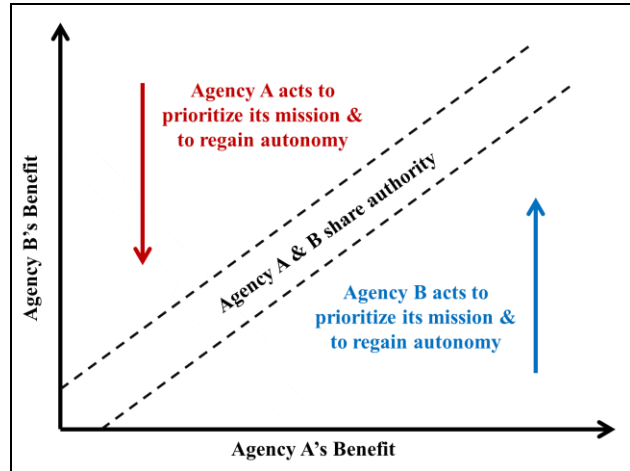 Agency A acts to
prioritize its mission &
to regain autonomy
Agency A & B share authority
Agency B acts to
prioritize its mission &
to regain autonomy
Agency B's Benefit
Agency A's Benefit